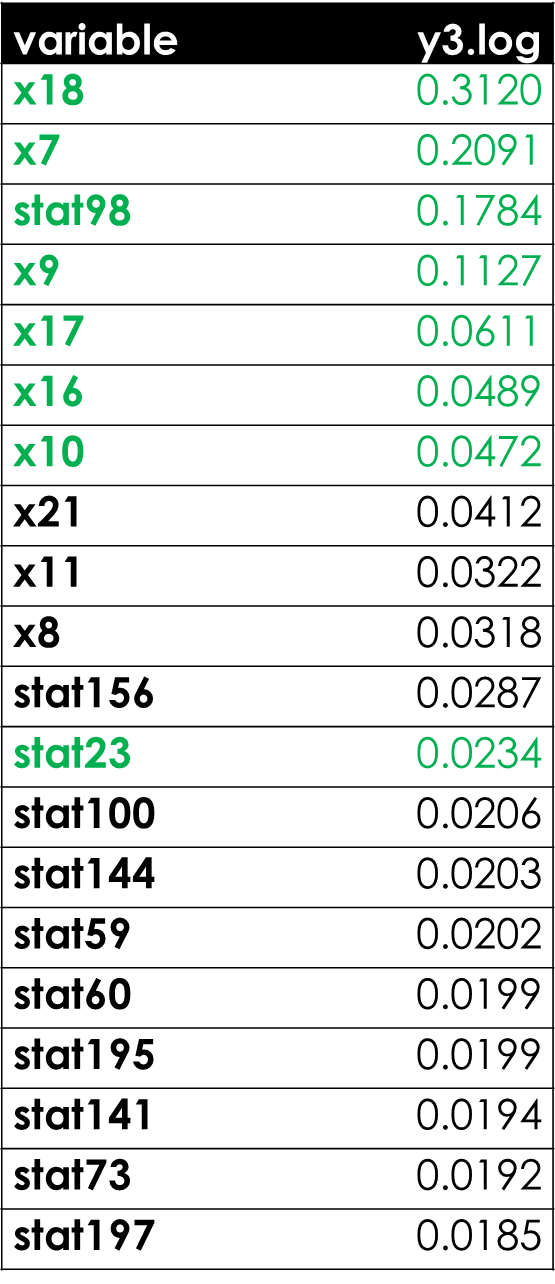 variable y3.log
x18 0.3120
x7 0.2091
stat98 0.1784
x9 0.1127
x17 0.0611
x16 0.0489
x10 0.0472
x21 0.0412
x11 0.0322
x8 0.0318
stat156 0.0287
stat23 0.0234
stat100 0.0206
stat144 0.0203
stat59 0.0202
stat60 0.0199
stat195 0.0199
stat141 0.0194
stat73 0.0192
stat197 0.0185